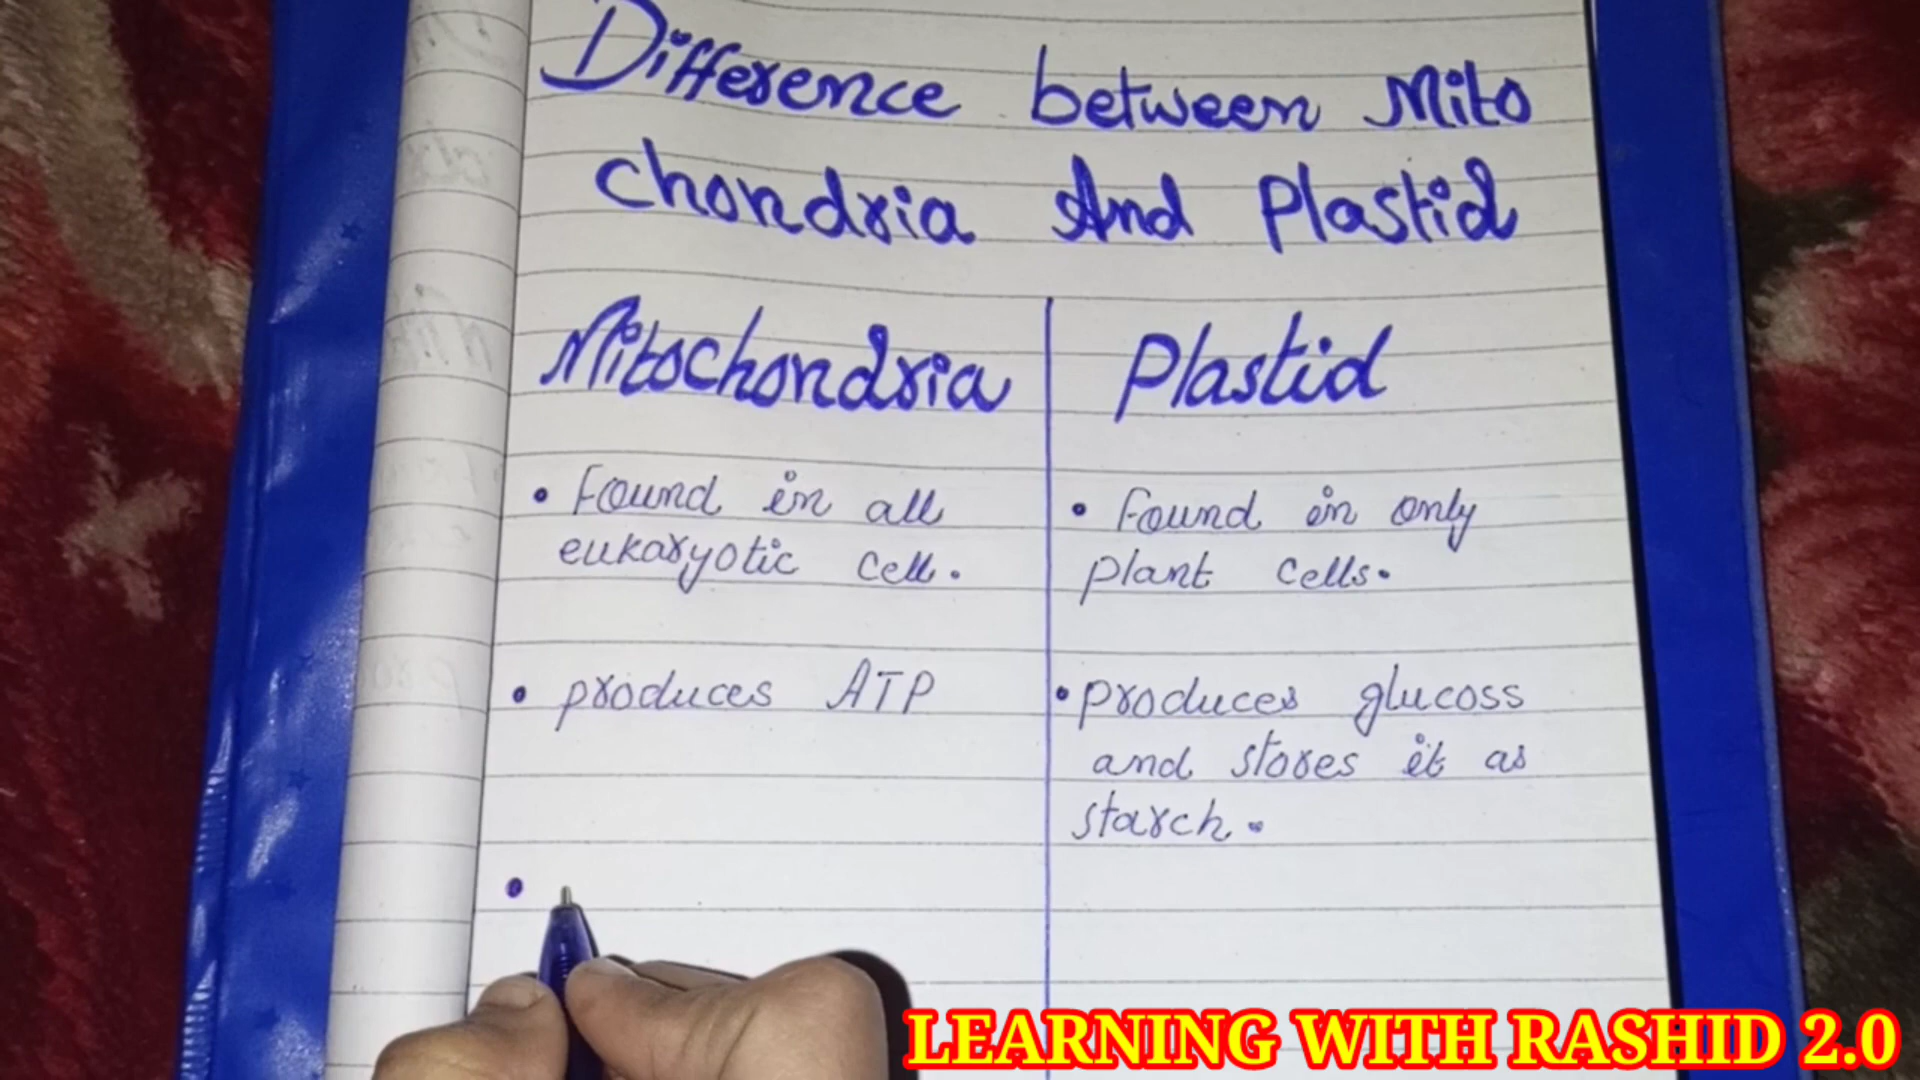 Difference between Mito
chondria And Plastid
Mitochondria
Plastid
• Found in all
eukaryotic cell.
• Found in only
plant cells.
• produces ATP
• produces glucoss
and stores it as
starch.
•
LEARNING WITH RASHID 2.0